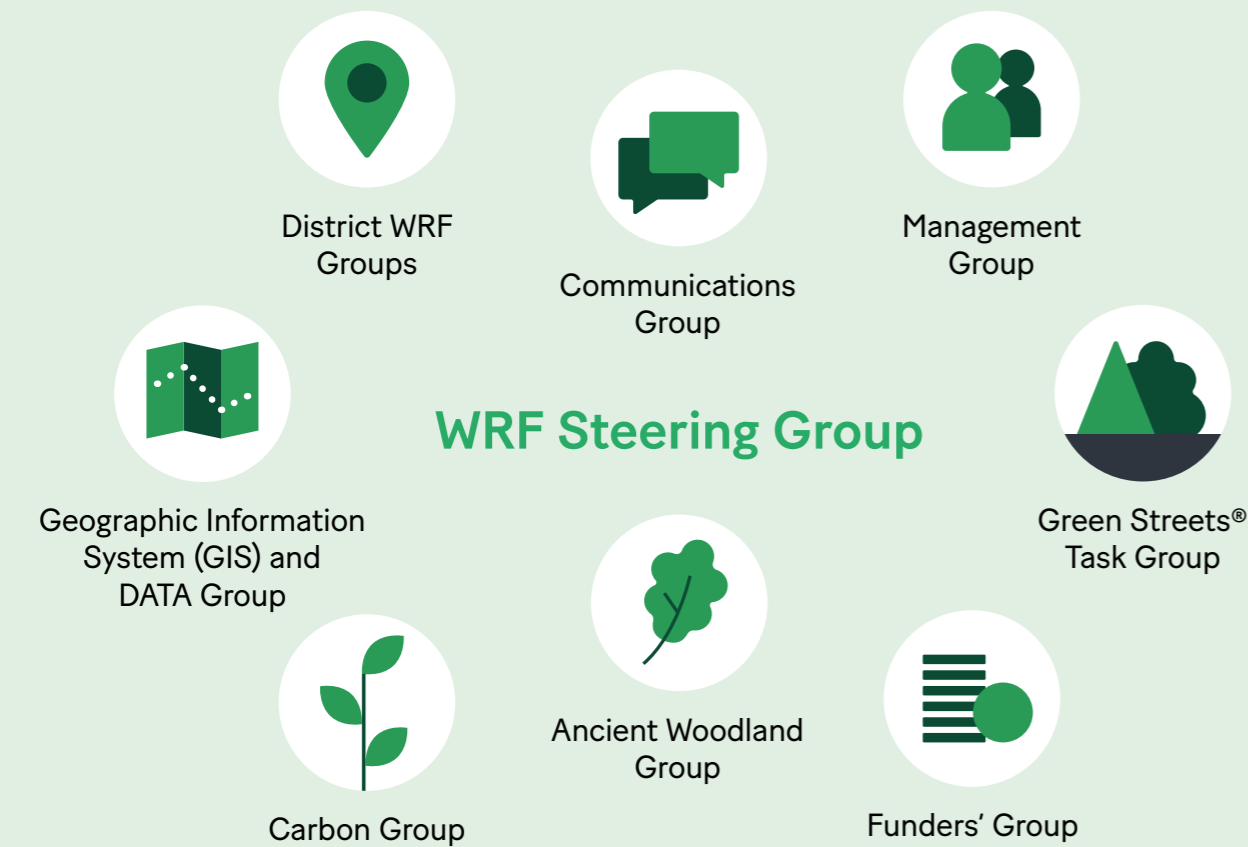 District WRF
Groups
Communications
Group
Management
Group
WRF Steering Group
Geographic Information
System (GIS) and
DATA Group
Green Streets®
Task Group
Ancient Woodland
Group
Carbon Group
Funders’ Group